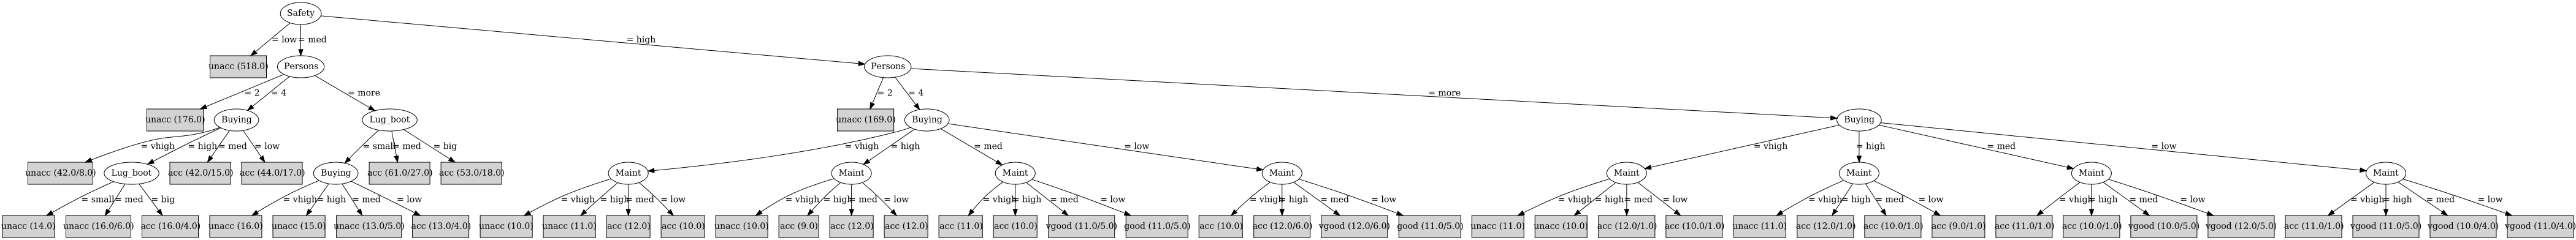 Safety
= low = med = high
unacc (518.0) Persons Persons
= 2 = 4 = more = 2 = 4 = more
unacc (176.0) Buying Lug_boot unacc (169.0) Buying Buying
= vhigh = high = med = low = small = med = big = vhigh = high = med = low = vhigh = high = med = low
unacc (42.0/8.0) Lug_boot acc (42.0/15.0) acc (44.0/17.0) Buying acc (61.0/27.0) acc (53.0/18.0) Maint Maint Maint Maint Maint Maint Maint Maint
= small = med = big = vhigh = high = med = low = vhigh = high = med = low = vhigh = high = med = low = vhigh = high = med = low = vhigh = high = med = low = vhigh = high = med = low = vhigh = high = med = low = vhigh = high = med = low = vhigh = high = med = low
unacc (14.0) unacc (16.0/6.0) acc (16.0/4.0) unacc (16.0) unacc (15.0) unacc (13.0/5.0) acc (13.0/4.0) unacc (10.0) unacc (11.0) acc (12.0) acc (10.0) unacc (10.0) acc (9.0) acc (12.0) acc (12.0) acc (11.0) acc (10.0) vgood (11.0/5.0) good (11.0/5.0) acc (10.0) acc (12.0/6.0) vgood (12.0/6.0) good (11.0/5.0) unacc (11.0) unacc (10.0) acc (12.0/1.0) acc (10.0/1.0) unacc (11.0) acc (12.0/1.0) acc (10.0/1.0) acc (9.0/1.0) acc (11.0/1.0) acc (10.0/1.0) vgood (10.0/5.0) vgood (12.0/5.0) acc (11.0/1.0) vgood (11.0/5.0) vgood (10.0/4.0) vgood (11.0/4.0)